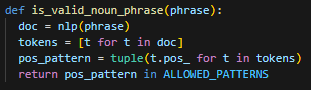 def is_valid_noun_phrase(phrase):
    doc = nlp(phrase)
    tokens = [t for t in doc]
    pos_pattern = tuple(t.pos_ for t in tokens)
    return pos_pattern in ALLOWED_PATTERNS